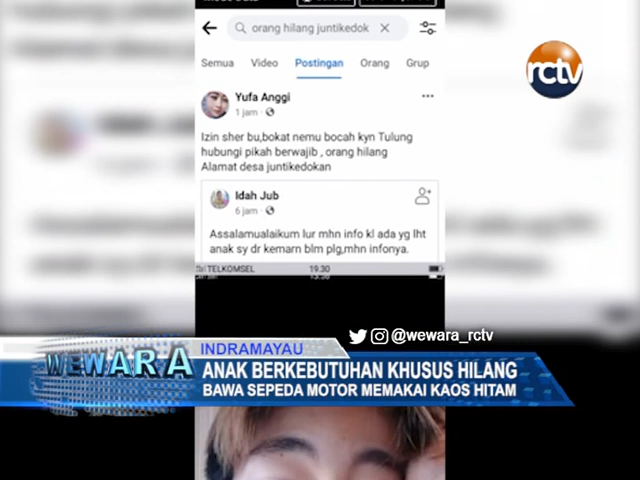 orang hilang juntikedok
Semua Video Postingan Orang Grup
rctv
Yufa Anggi
1 jam
Izin sher bu,bokat nemu bocah kyn Tulung
hubungi pikah berwajib , orang hilang
Alamat desa juntikedokan
Idah Jub
6 jam
Assalamualaikum lur mhn info kl ada yg lht
anak sy dr kemarn blm plg,mhn infonya.
TELKOMSEL 19.30
@wewara_rctv
INDRAMAYAU
WEWARA
ANAK BERKEBUTUHAN KHUSUS HILANG
BAWA SEPEDA MOTOR MEMAKAI KAOS HITAM